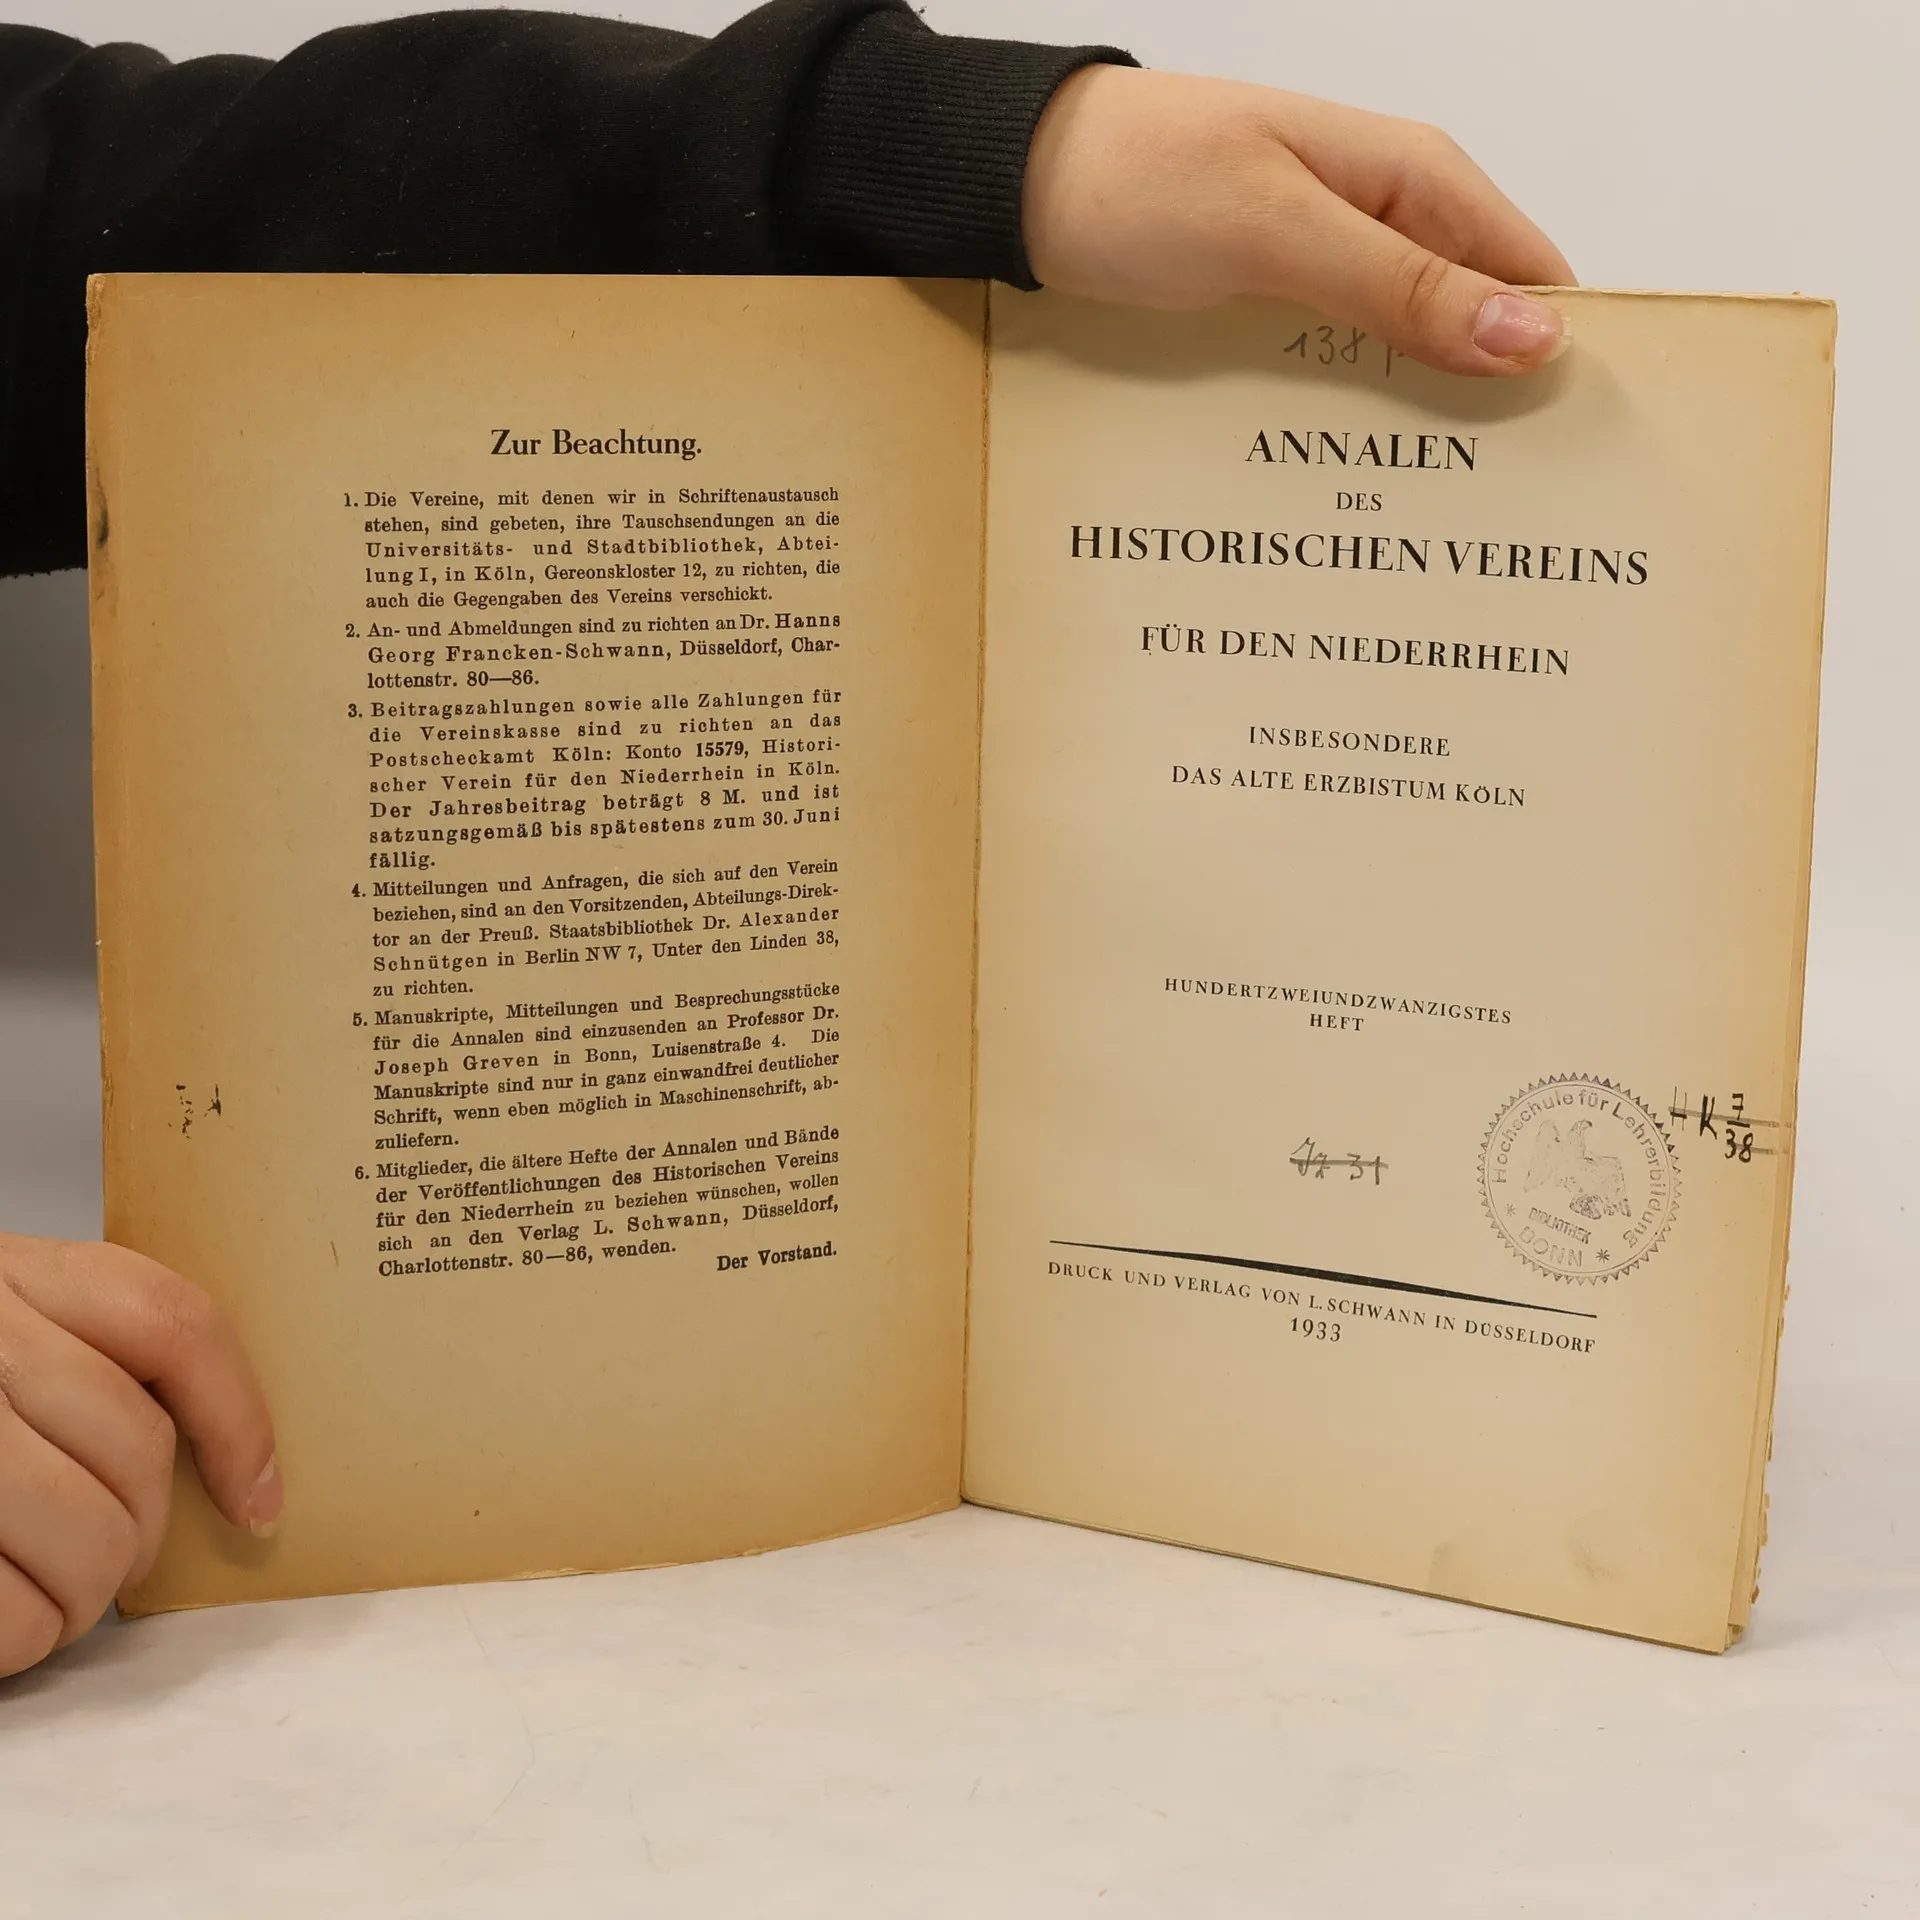 Zur Beachtung.
1. Die Vereine, mit denen wir in Schriftenaustausch
stehen, sind gebeten, ihre Tauschsendungen an die
Universitäts- und Stadtbibliothek, Abtei-
lung I, in Köln, Gereonskloster 12, zu richten, die
auch die Gegengaben des Vereins verschickt.
2. An- und Abmeldungen sind zu richten an Dr. Hanns
Georg Francken-Schwann, Düsseldorf, Char-
lottenstr. 80—86.
3. Beitragszahlungen sowie alle Zahlungen für
die Vereinskasse sind zu richten an das
Postscheckamt Köln: Konto 15579, Histori-
scher Verein für den Niederrhein in Köln.
Der Jahresbeitrag beträgt 8 M. und ist
satzungsgemäß bis spätestens zum 30. Juni
fällig.
4. Mitteilungen und Anfragen, die sich auf den Verein
beziehen, sind an den Vorsitzenden, Abteilungs-Direk-
tor an der Preuß. Staatsbibliothek Dr. Alexander
Schnütgen in Berlin NW 7, Unter den Linden 38,
zu richten.
5. Manuskripte, Mitteilungen und Besprechungsstücke
für die Annalen sind einzusenden an Professor Dr.
Joseph Greven in Bonn, Luisenstraße 4. Die
Manuskripte sind nur in ganz einwandfrei deutlicher
Schrift, wenn eben möglich in Maschinenschrift, ab-
zuliefern.
6. Mitglieder, die ältere Hefte der Annalen und Bände
der Veröffentlichungen des Historischen Vereins
für den Niederrhein zu beziehen wünschen, wollen
sich an den Verlag L. Schwann, Düsseldorf,
Charlottenstr. 80—86, wenden.
Der Vorstand.
138
ANNALEN
DES
HISTORISCHEN VEREINS
FÜR DEN NIEDERRHEIN
INSBESONDERE
DAS ALTE ERZBISTUM KÖLN
HUNDERTZWEIUNDZWANZIGSTES
HEFT
Hochschule für Lehrerbildung
BIBLIOTHEK
* BONN *
K 7
38
31
DRUCK UND VERLAG VON L. SCHWANN IN DÜSSELDORF
1933